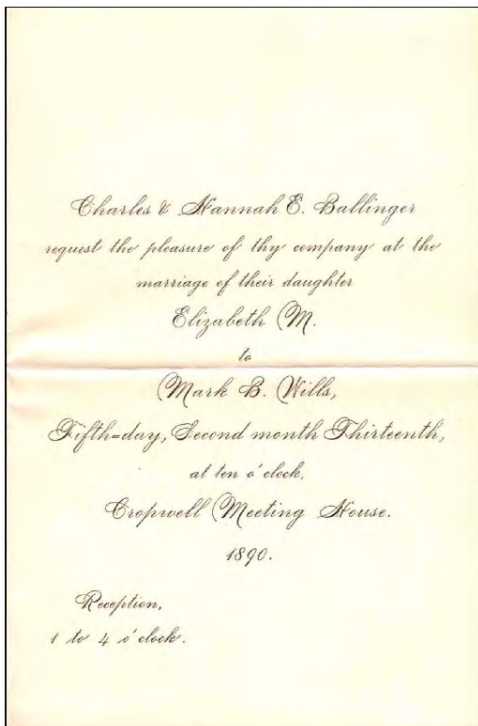 Charles & Hannah E. Ballinger
request the pleasure of thy company at the
marriage of their daughter
Elizabeth M.
to
Mark B. Wills,
Fifth-day, Second month Thirteenth,
at ten o'clock,
Cropwell Meeting House.
1890.
Reception,
1 to 4 o'clock.